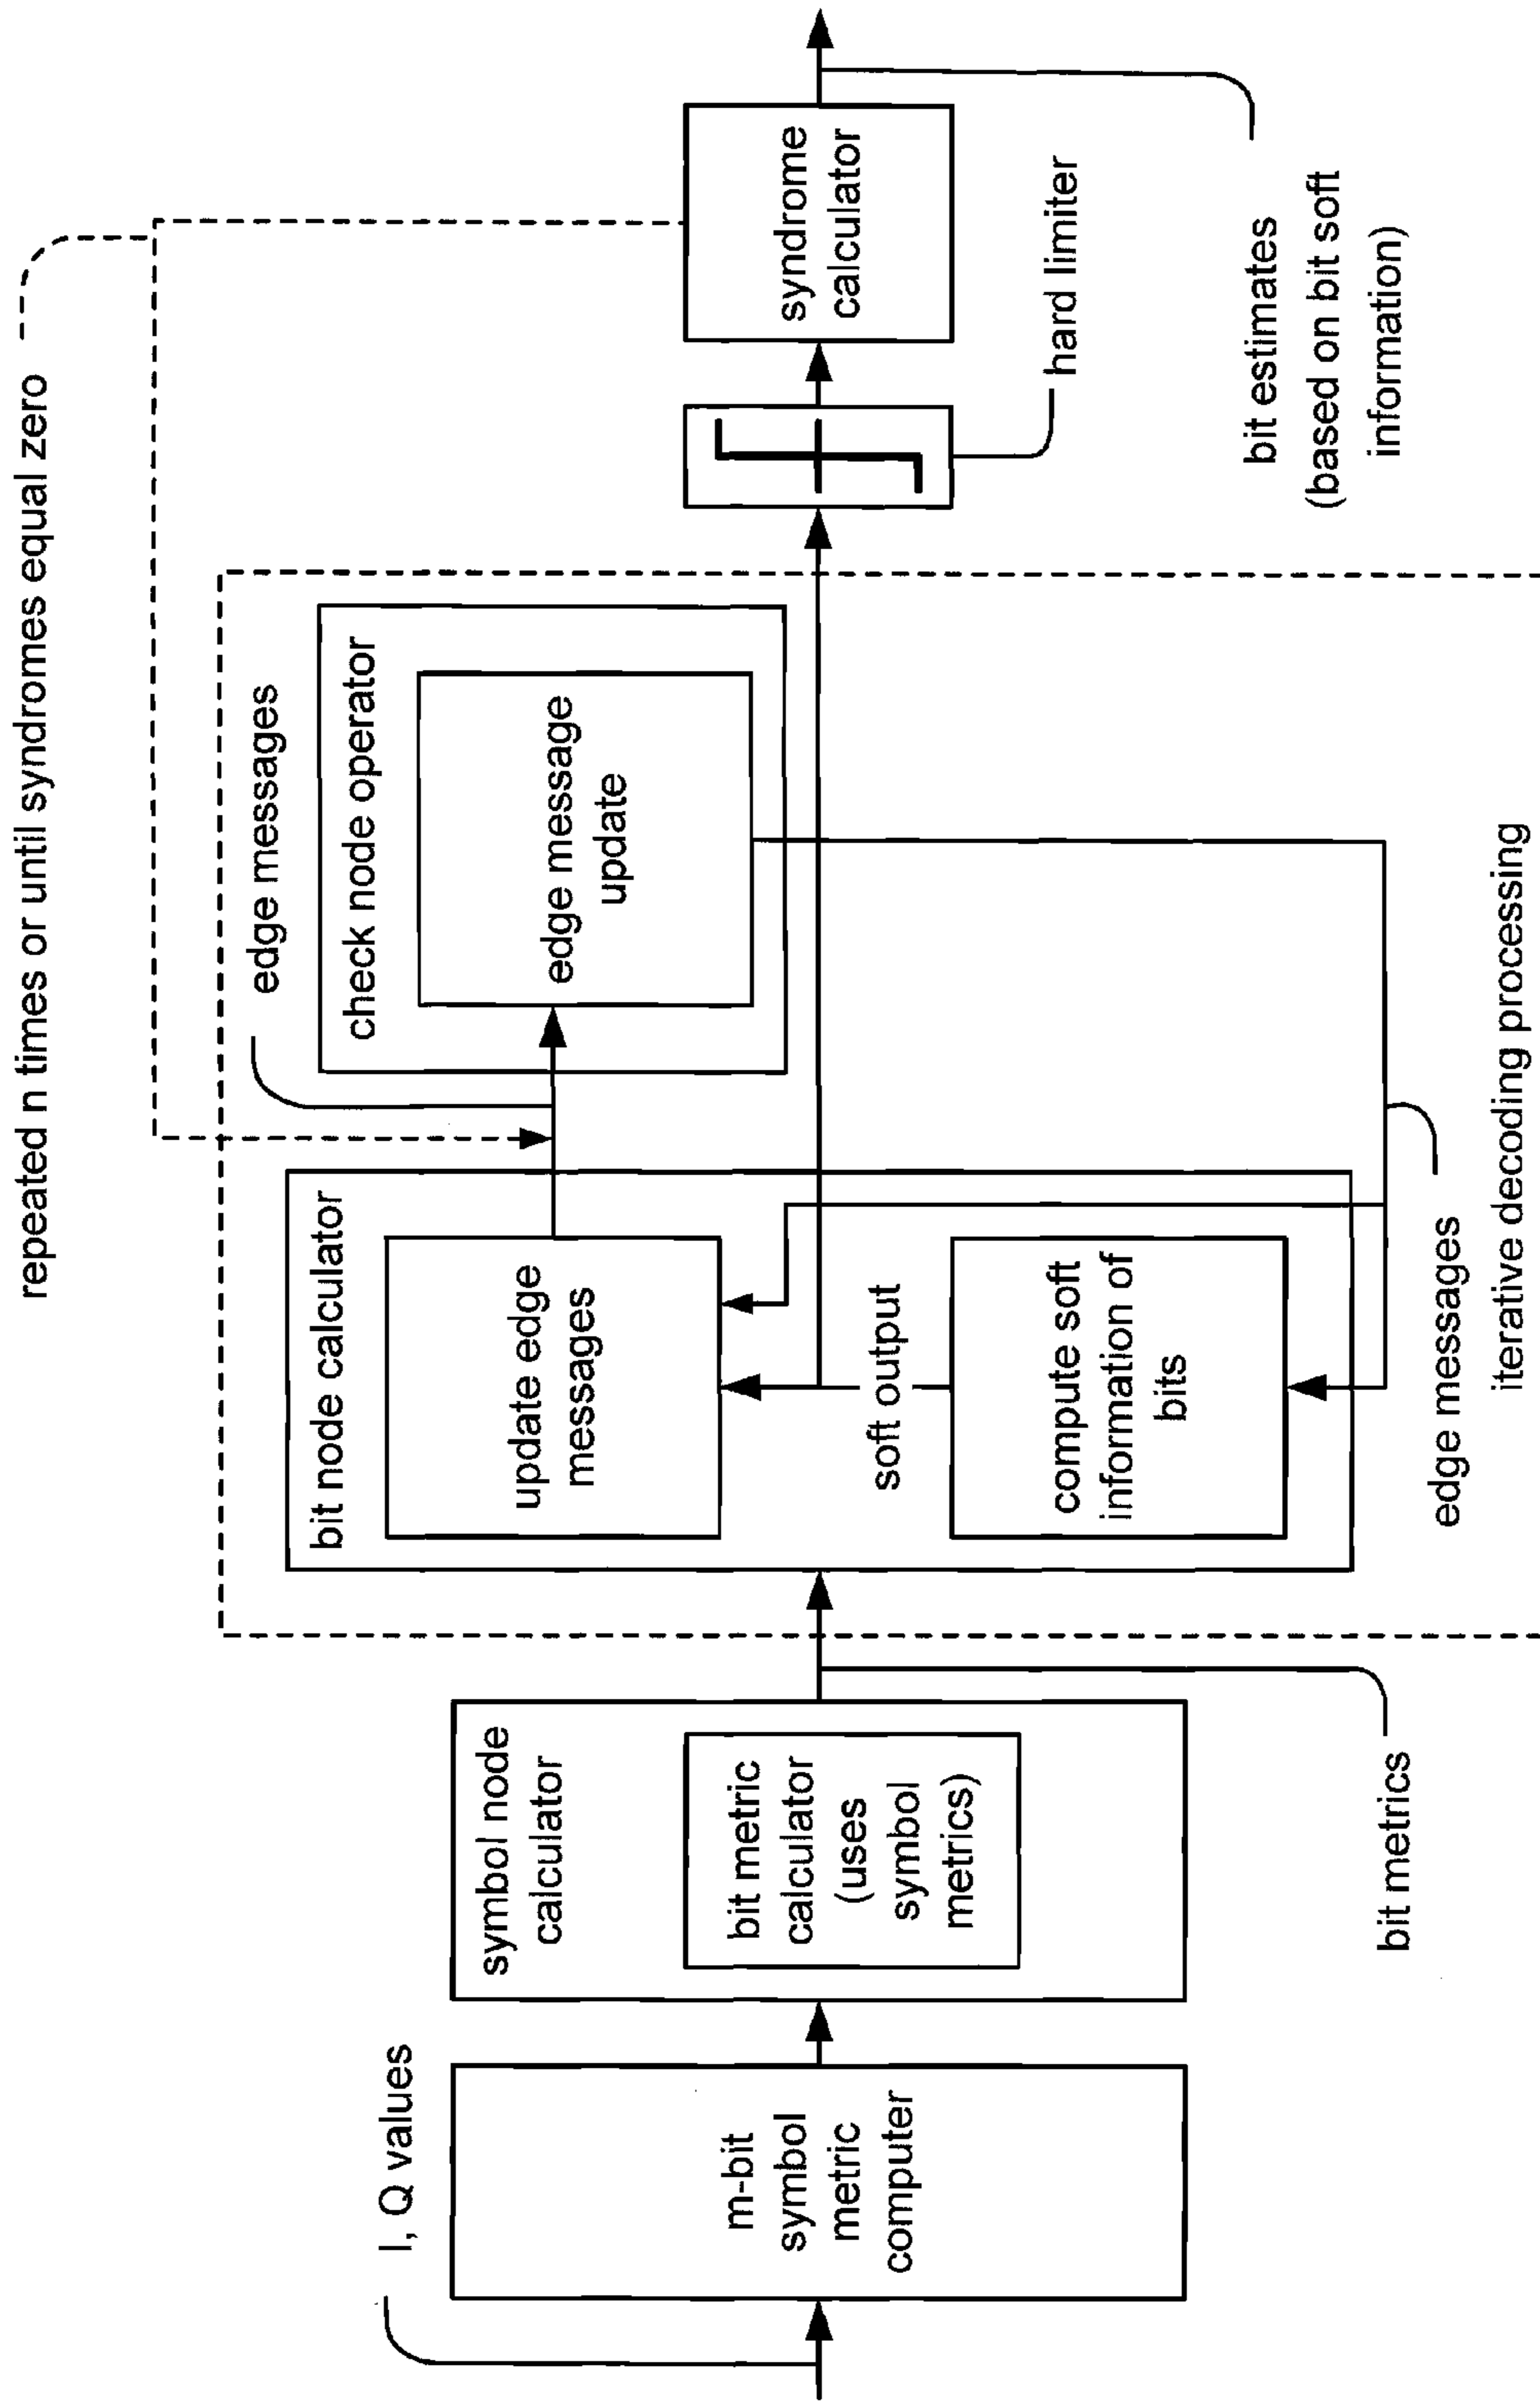 repeated n times or until syndromes equal zero
I, Q values
m-bit
symbol
metric
computer
symbol node
calculator
bit metric
calculator
(uses
symbol
metrics)
bit metrics
bit node calculator
update edge
messages
soft output
compute soft
information of
bits
edge messages
edge messages
check node operator
edge message
update
iterative decoding processing
hard limiter
syndrome
calculator
bit estimates
(based on bit soft
information)